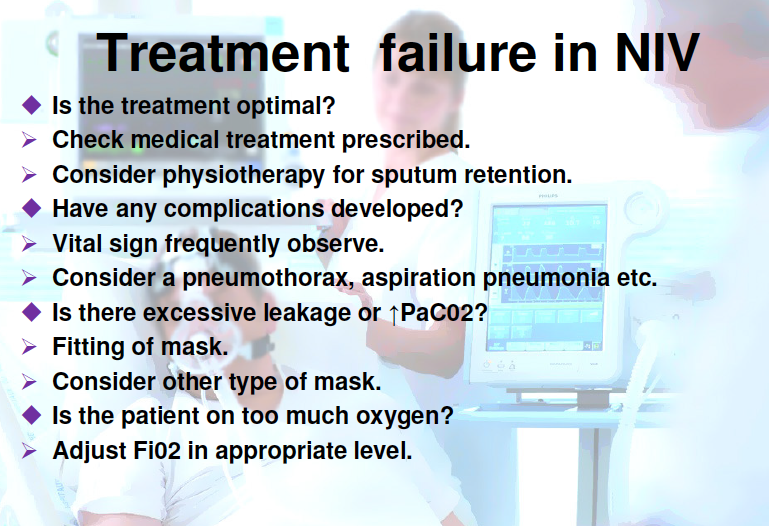 Treatment failure in NIV
Is the treatment optimal?
Check medical treatment prescribed.
Consider physiotherapy for sputum retention.
Have any complications developed?
Vital sign frequently observe.
Consider a pneumothorax, aspiration pneumonia etc.
Is there excessive leakage or ↑PaC02?
Fitting of mask.
Consider other type of mask.
Is the patient on too much oxygen?
Adjust Fi02 in appropriate level.
PHILIPS